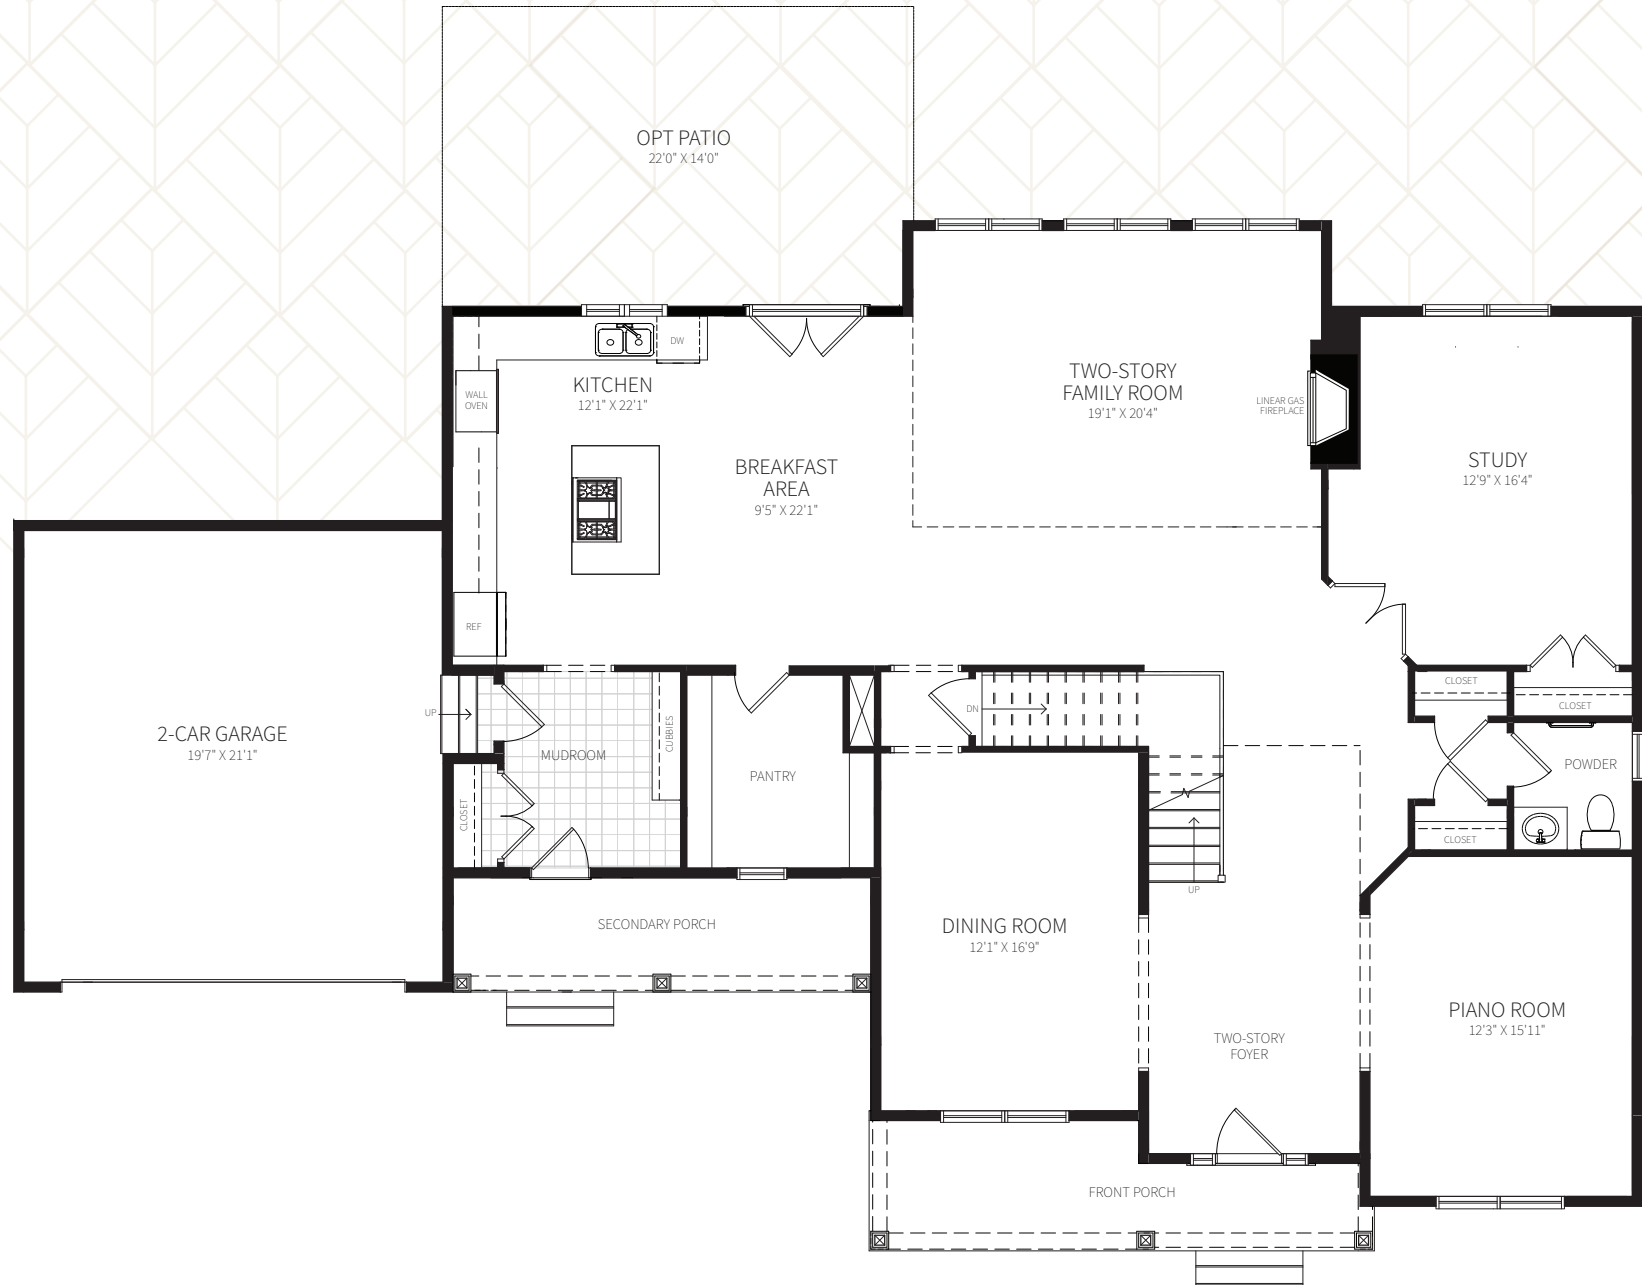 OPT PATIO
22'0" X 14'0"
DW
KITCHEN
12'1" X 22'1"
WALL
OVEN
TWO-STORY
FAMILY ROOM
19'1" X 20'4"
LINEAR GAS
FIREPLACE
BREAKFAST
AREA
9'5" X 22'1"
STUDY
12'9" X 16'4"
REF
CLOSET
CLOSET
UP
DN
2-CAR GARAGE
19'7" X 21'1"
MUDROOM
CUBBIES
PANTRY
POWDER
CLOSET
CLOSET
UP
SECONDARY PORCH
DINING ROOM
12'1" X 16'9"
PIANO ROOM
12'3" X 15'11"
TWO-STORY
FOYER
FRONT PORCH